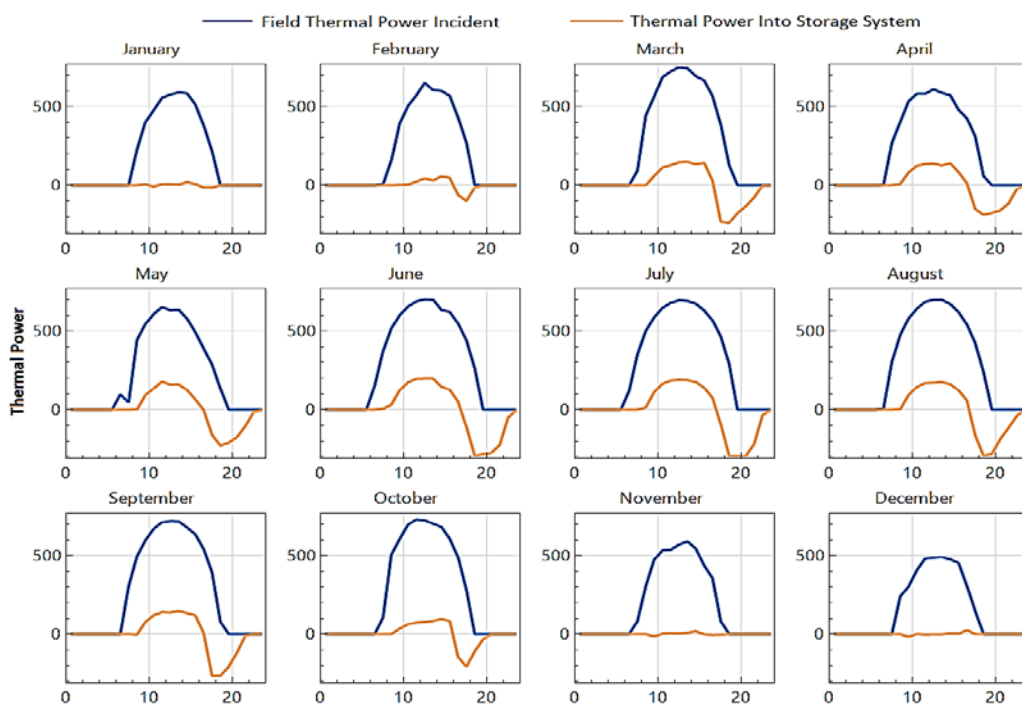 Field Thermal Power Incident Thermal Power Into Storage System
January February March April
500 500 500 500
0 0 0 0
0 10 20 0 10 20 0 10 20 0 10 20
May June July August
Thermal Power
500 500 500 500
0 0 0 0
0 10 20 0 10 20 0 10 20 0 10 20
September October November December
500 500 500 500
0 0 0 0
0 10 20 0 10 20 0 10 20 0 10 20